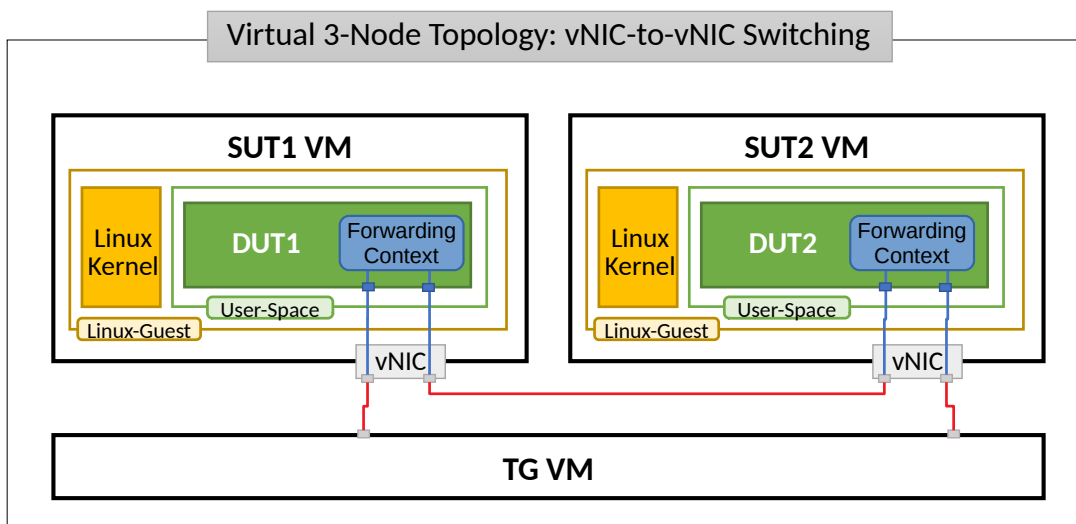 Virtual 3-Node Topology: vNIC-to-vNIC Switching
SUT1 VM
Linux
Kernel
DUT1
Forwarding
Context
User-Space
Linux-Guest
vNIC
SUT2 VM
Linux
Kernel
DUT2
Forwarding
Context
User-Space
Linux-Guest
vNIC
TG VM